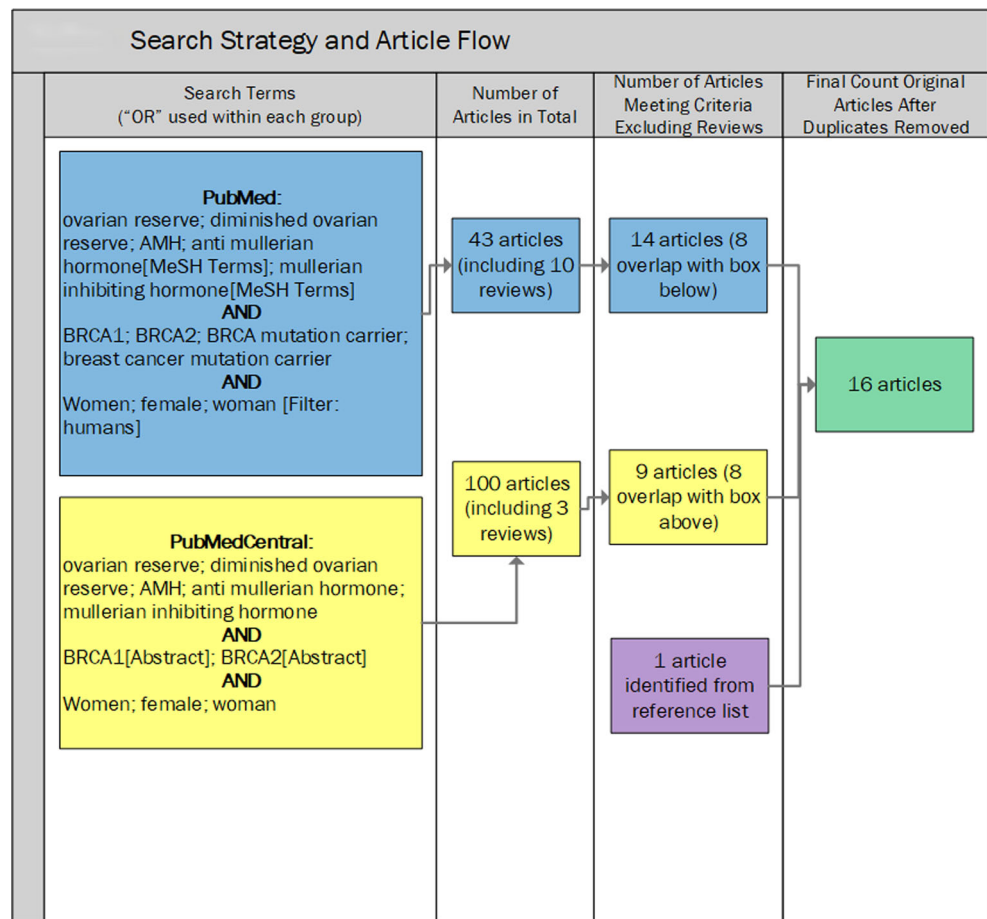 Search Strategy and Article Flow
Search Terms
("OR" used within each group)
Number of
Articles in Total
Number of Articles
Meeting Criteria
Excluding Reviews
Final Count Original
Articles After
Duplicates Removed
PubMed:
ovarian reserve; diminished ovarian
reserve; AMH; anti mullerian
hormone[MeSH Terms]; mullerian
inhibiting hormone[MeSH Terms]
AND
BRCA1; BRCA2; BRCA mutation carrier;
breast cancer mutation carrier
AND
Women; female; woman [Filter:
humans]
43 articles
(including 10
reviews)
14 articles (8
overlap with box
below)
16 articles
PubMedCentral:
ovarian reserve; diminished ovarian
reserve; AMH; anti mullerian hormone;
mullerian inhibiting hormone
AND
BRCA1[Abstract]; BRCA2[Abstract]
AND
Women; female; woman
100 articles
(including 3
reviews)
9 articles (8
overlap with box
above)
1 article
identified from
reference list